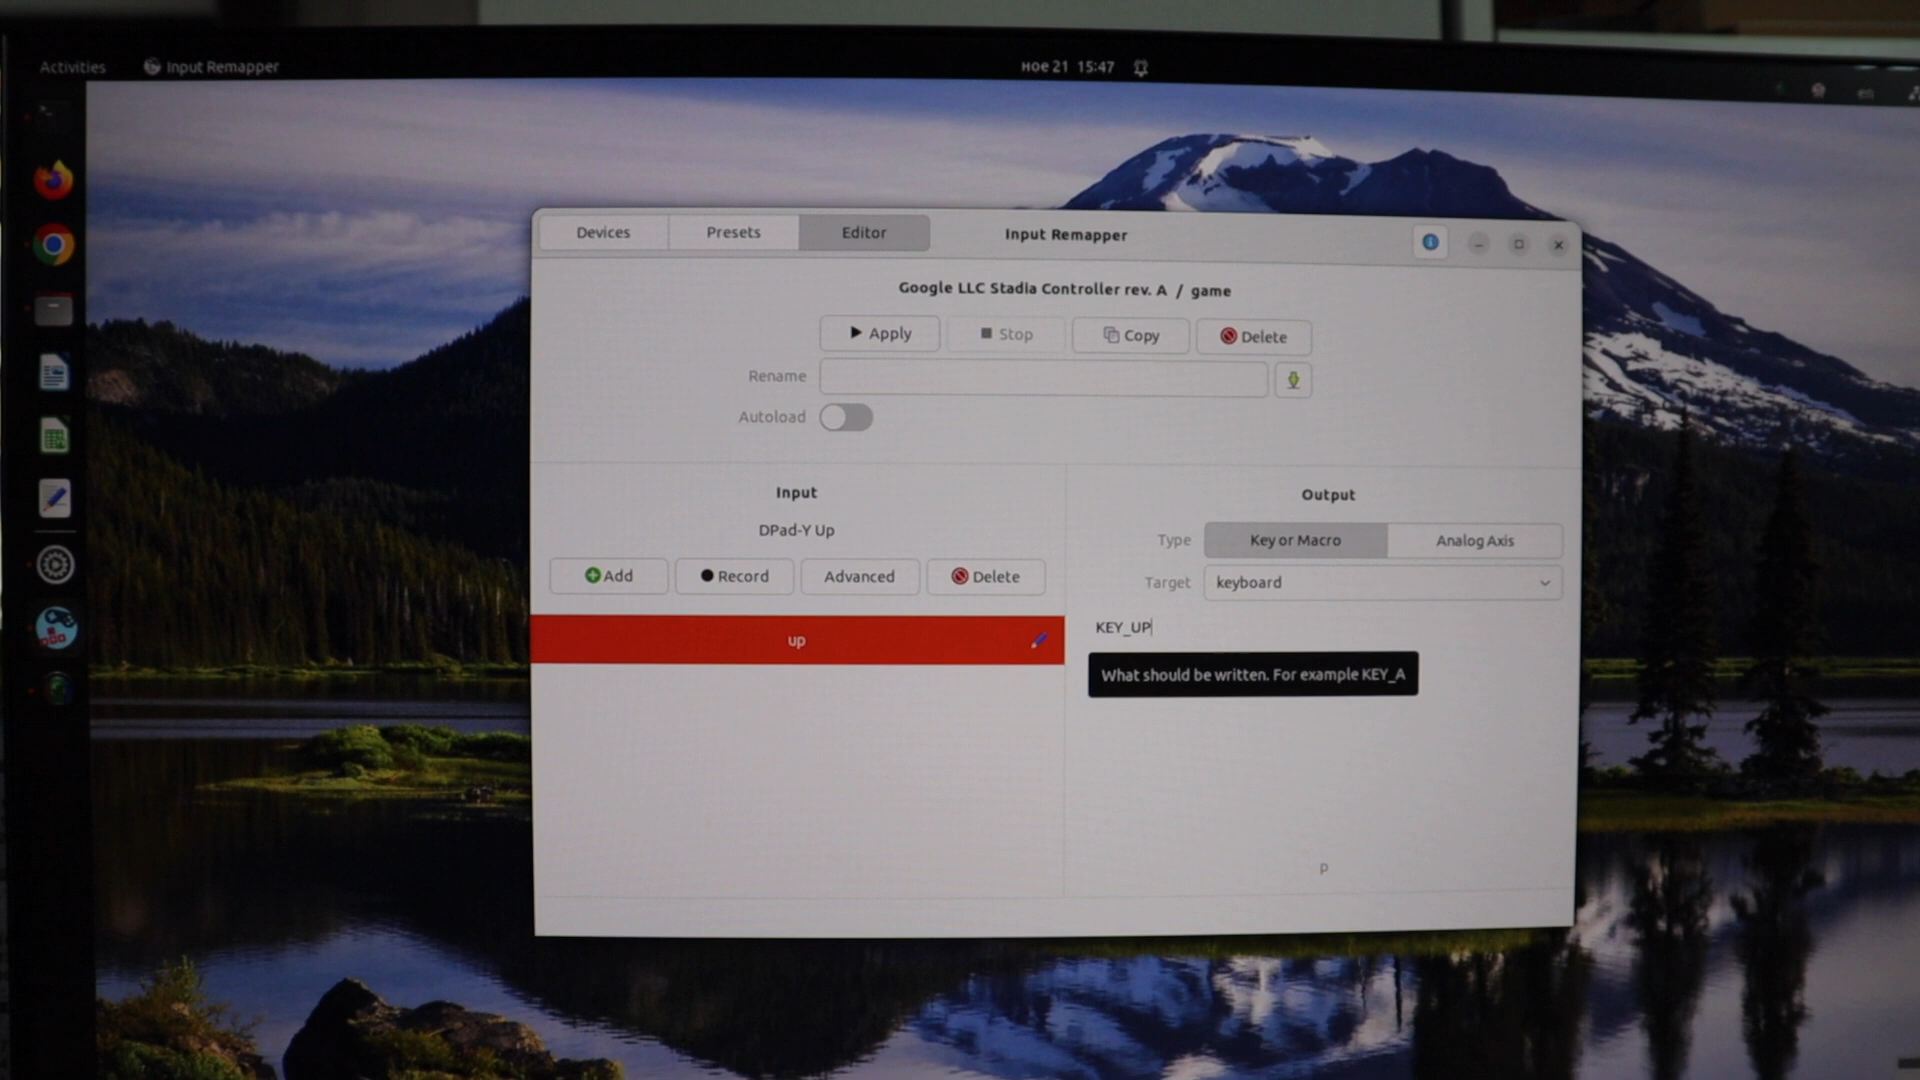 Activities
Input Remapper
ное 21 15:47
en
Devices
Presets
Editor
Input Remapper
Google LLC Stadia Controller rev. A / game
Apply
Stop
Copy
Delete
Rename
Autoload
Input
DPad-Y Up
Add
Record
Advanced
Delete
up
Output
Type
Key or Macro
Analog Axis
Target
keyboard
KEY_UP
What should be written. For example KEY_A
P